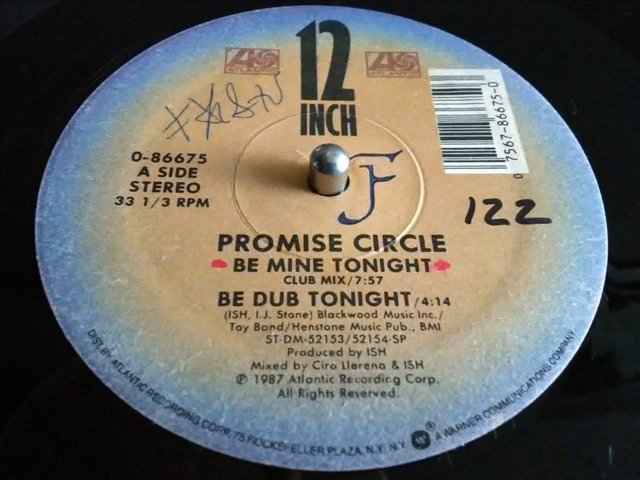 12
INCH
ATLANTIC
ATLANTIC
0-86675
A SIDE
STEREO
33 1/3 RPM
0 7567-86675-0
F
122
PROMISE CIRCLE
BE MINE TONIGHT
CLUB MIX/7:57
BE DUB TONIGHT/4:14
(ISH, I.J. Stone) Blackwood Music Inc./
Toy Band/Henstone Music Pub., BMI
ST-DM-52153/52154-SP
Produced by ISH
Mixed by Ciro Llerena & ISH
℗ 1987 Atlantic Recording Corp.
All Rights Reserved.
DIST. BY ATLANTIC RECORDING CORP. 75 ROCKEFELLER PLAZA, N.Y. N.Y. A WARNER COMMUNICATIONS COMPANY